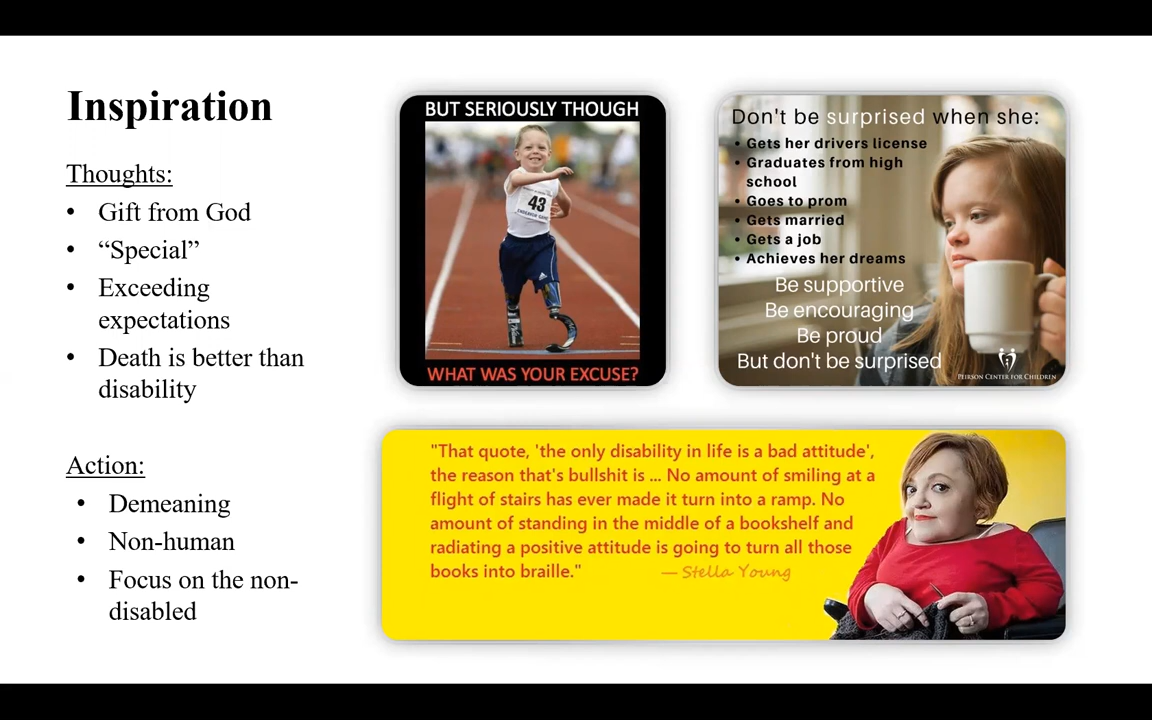 Inspiration
Thoughts:
• Gift from God
• “Special”
• Exceeding
expectations
• Death is better than
disability
Action:
• Demeaning
• Non-human
• Focus on the non-
disabled
BUT SERIOUSLY THOUGH
43
WHAT WAS YOUR EXCUSE?
Don't be surprised when she:
• Gets her drivers license
• Graduates from high
school
• Goes to prom
• Gets married
• Gets a job
• Achieves her dreams
Be supportive
Be encouraging
Be proud
But don't be surprised
PEIRSON CENTER FOR CHILDREN
"That quote, 'the only disability in life is a bad attitude',
the reason that's bullshit is ... No amount of smiling at a
flight of stairs has ever made it turn into a ramp. No
amount of standing in the middle of a bookshelf and
radiating a positive attitude is going to turn all those
books into braille."
— Stella Young